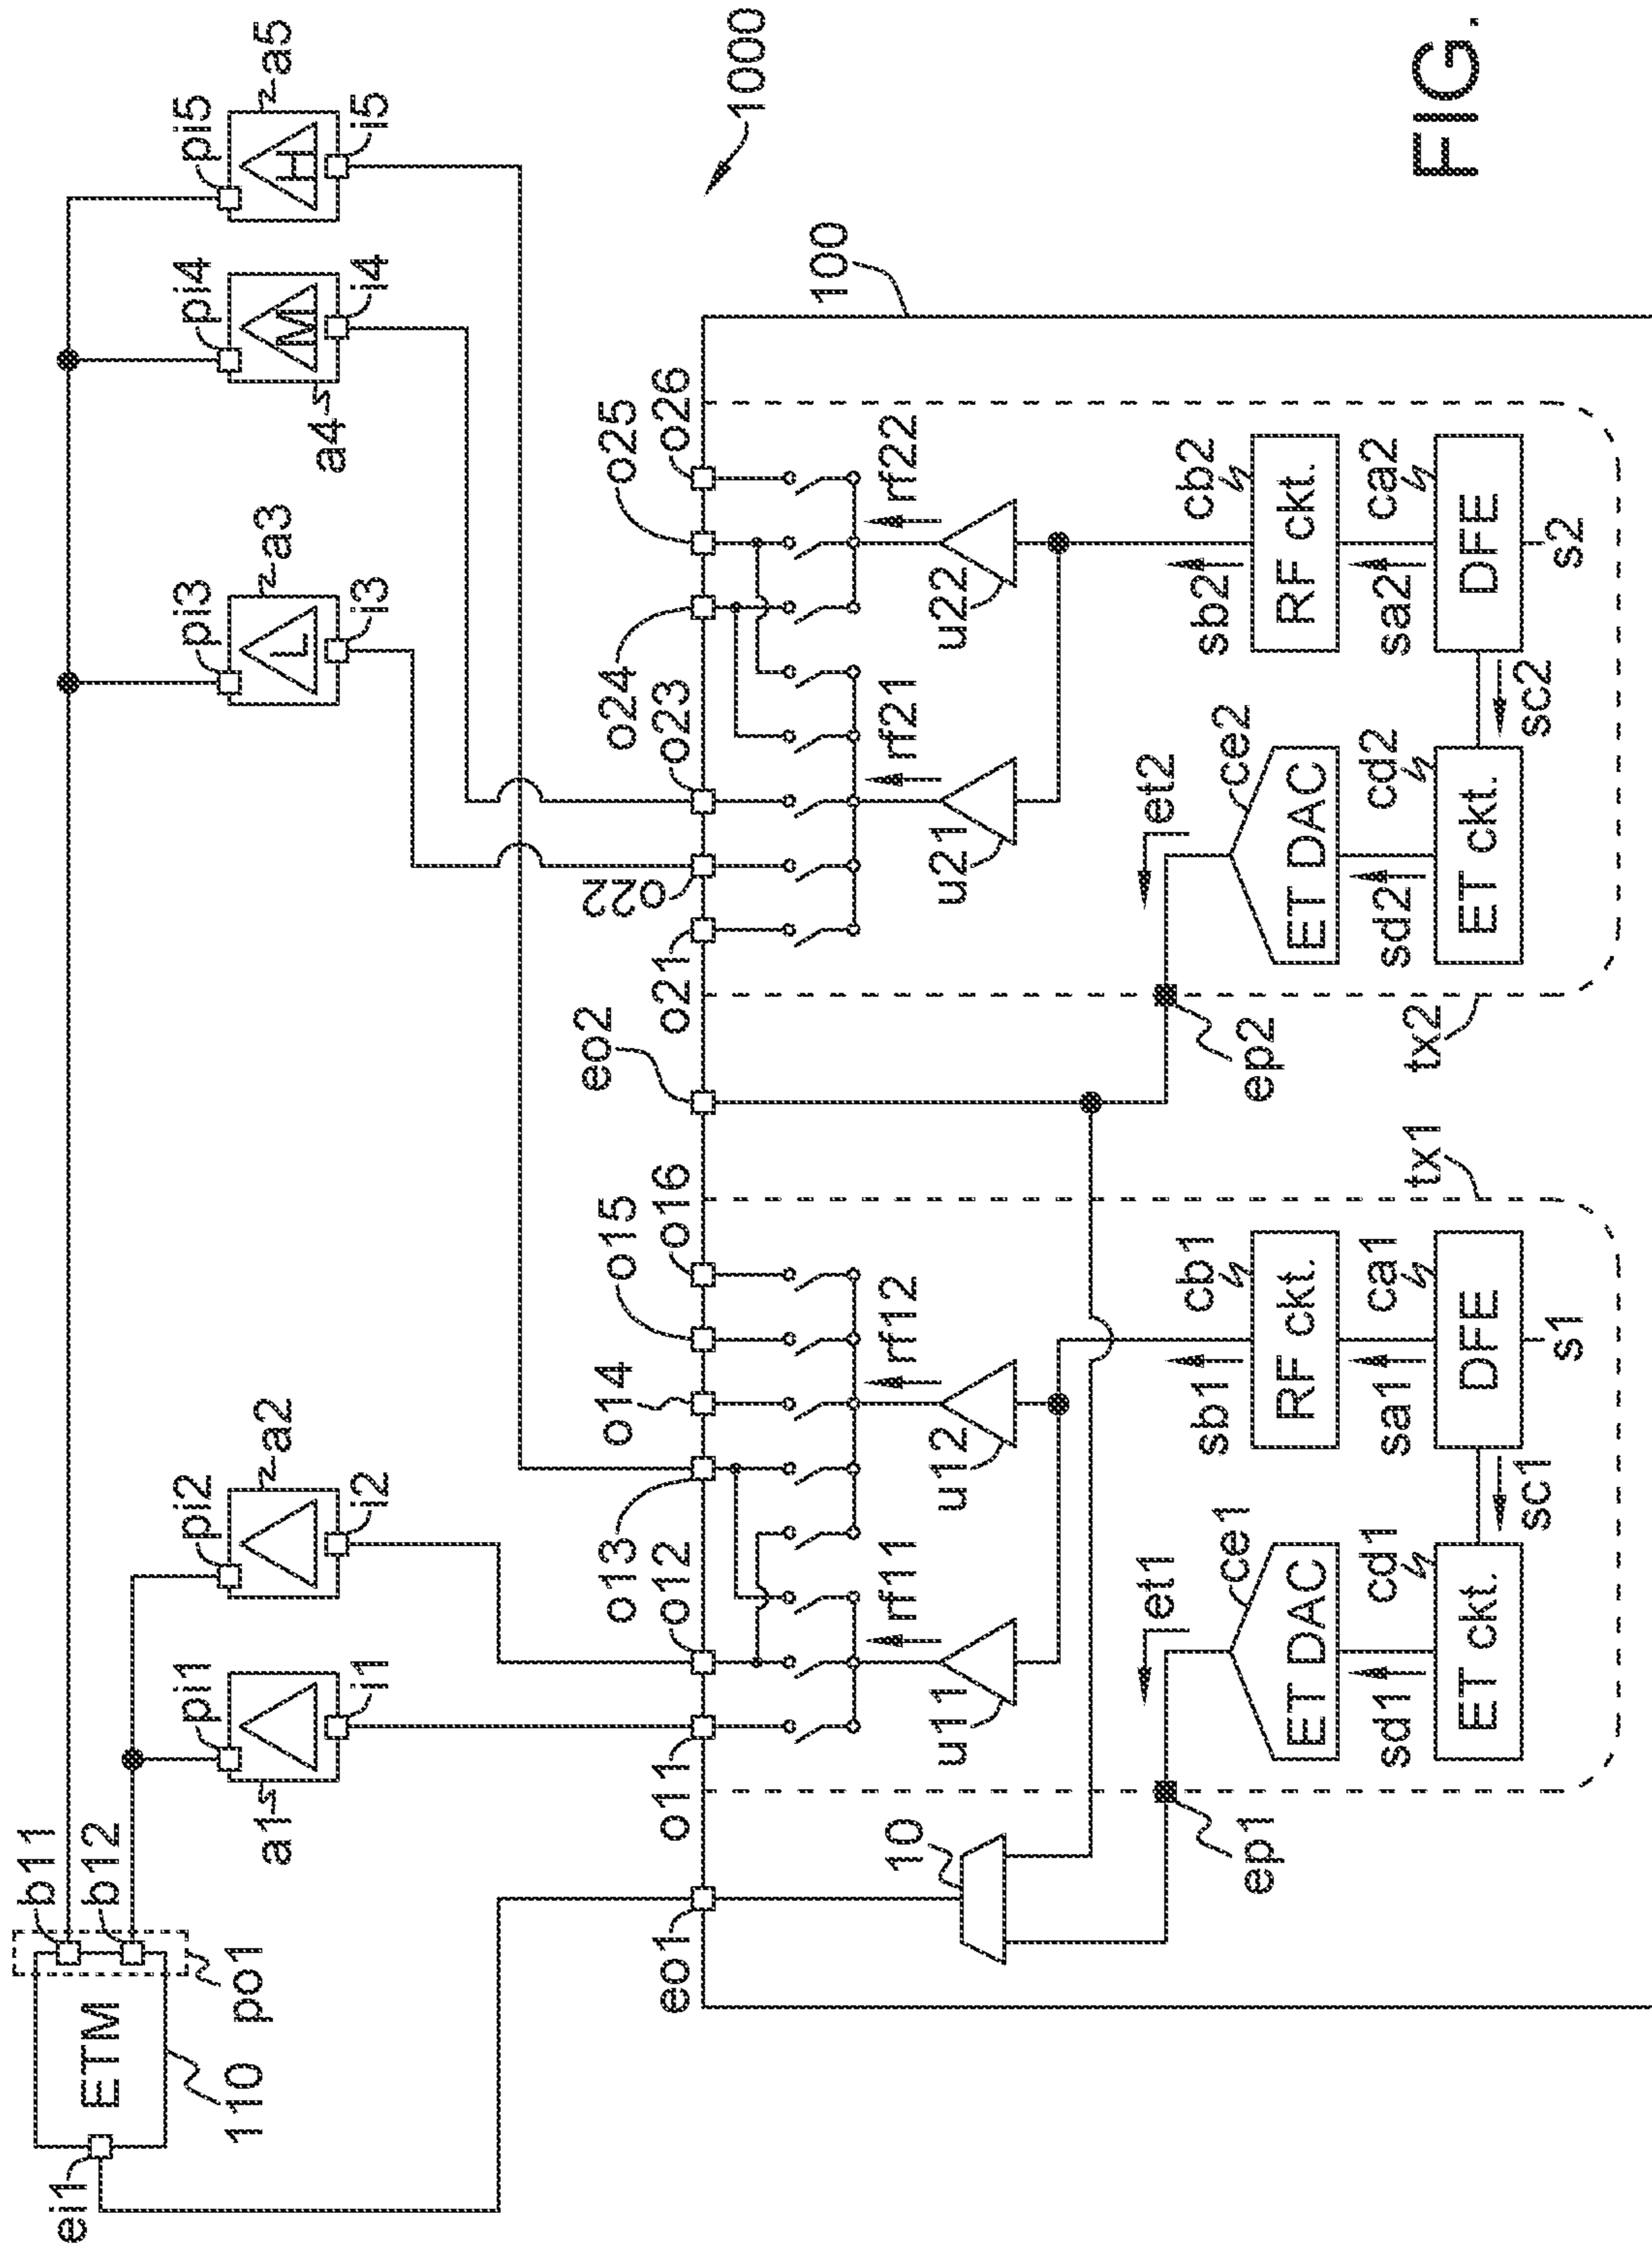 FIG.
1000
ei1
ETM
110
po1
b11
b12
pi1
a1
i1
pi2
a2
i2
pi3
L
a3
i3
pi4
M
a4
i4
pi5
H
a5
i5
100
eo1
o11
o12
o13
o14
o15
o16
eo2
o21
o22
o23
o24
o25
o26
10
rf11
rf12
u11
u12
rf21
rf22
u21
u22
ep1
et1
ET DAC
ce1
sd1
cd1
ET ckt.
sc1
sb1
cb1
RF ckt.
sa1
ca1
DFE
s1
tx1
ep2
et2
ET DAC
ce2
sd2
cd2
ET ckt.
sc2
sb2
cb2
RF ckt.
sa2
ca2
DFE
s2
tx2